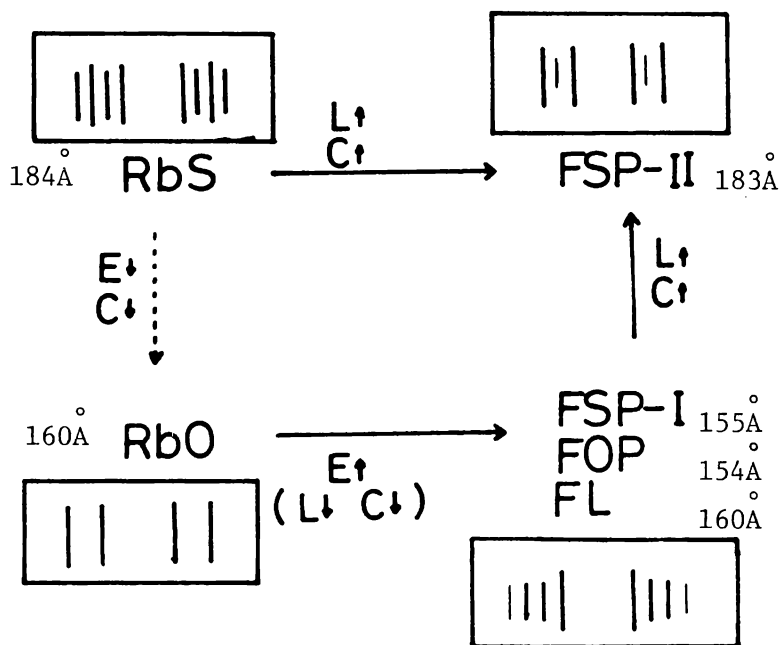 L↑
C↑
184Å RbS
FSP-II 183Å
E↓
C↓
L↑
C↑
160Å RbO
E↑
(L↓ C↓)
FSP-I 155Å
FOP 154Å
FL 160Å